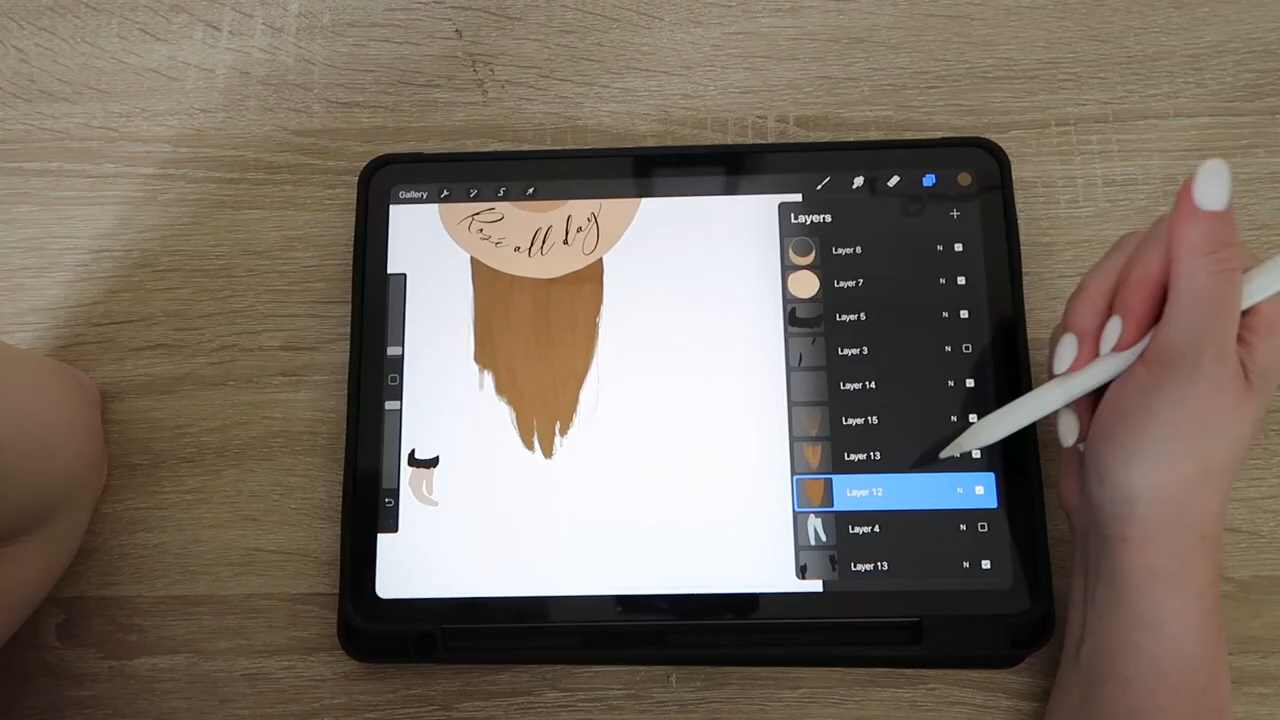 Gallery
S
Rosé all day
Layers
+
Layer 8 N
Layer 7 N
Layer 5 N
Layer 3 N
Layer 14
Layer 15 N
Layer 13 N
Layer 12 N
Layer 4 N
Layer 13 N